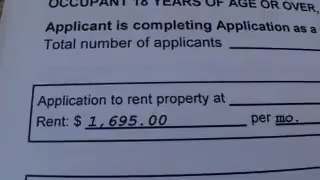 OCCUPANT 18 YEARS OF AGE OR OVER,
Applicant is completing Application as a
Total number of applicants
Application to rent property at
Rent: $ 1,695.00 per mo.